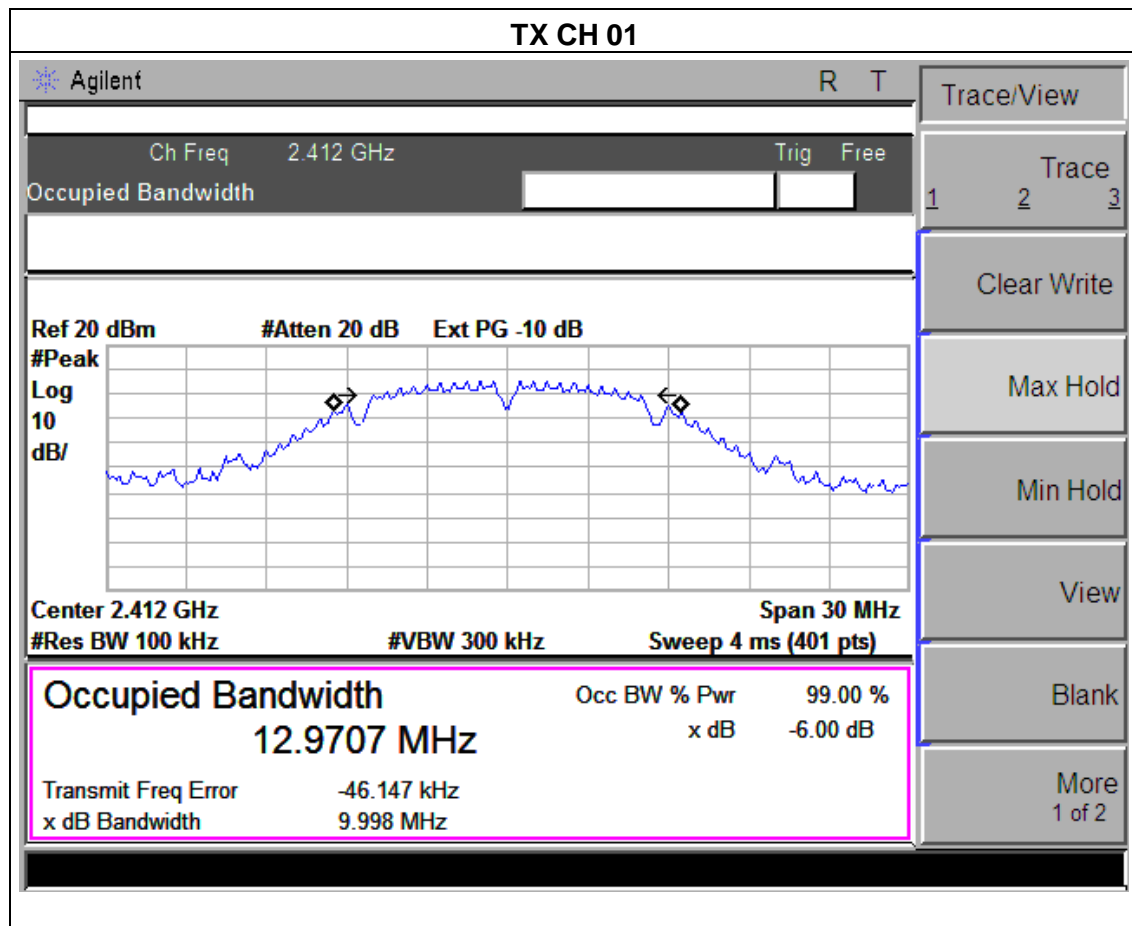 TX CH 01
Agilent R T
Ch Freq 2.412 GHz Trig Free
Occupied Bandwidth
Ref 20 dBm #Atten 20 dB Ext PG -10 dB
#Peak
Log
10
dB/
Center 2.412 GHz Span 30 MHz
#Res BW 100 kHz #VBW 300 kHz Sweep 4 ms (401 pts)
Occupied Bandwidth Occ BW % Pwr 99.00 %
12.9707 MHz x dB -6.00 dB
Transmit Freq Error -46.147 kHz
x dB Bandwidth 9.998 MHz
Trace/View
Trace
1 2 3
Clear Write
Max Hold
Min Hold
View
Blank
More
1 of 2